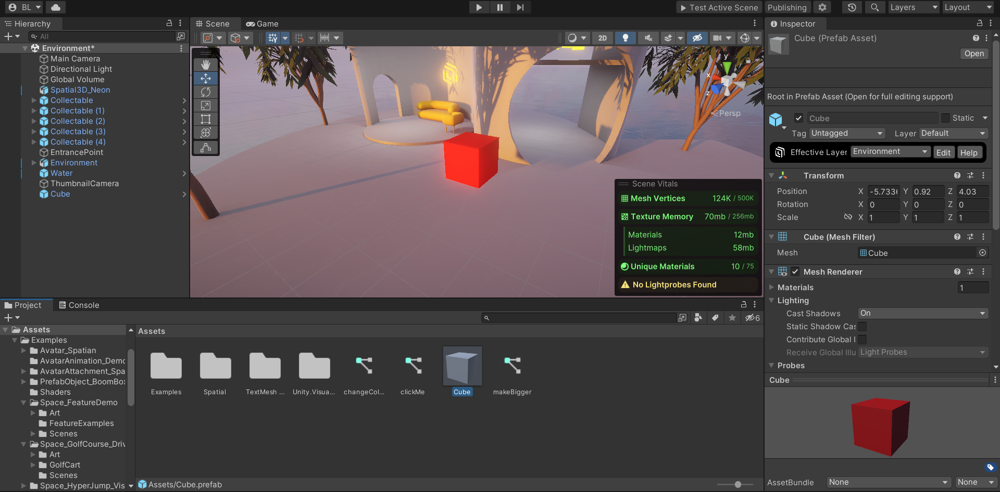 BL
Test Active Scene
Publishing
Layers
Layout
Hierarchy
All
Environment*
Main Camera
Directional Light
Global Volume
Spatial3D_Neon
Collectable
Collectable (1)
Collectable (2)
Collectable (3)
Collectable (4)
EntrancePoint
Environment
Water
ThumbnailCamera
Cube
Scene
Game
2D
y
x
z
Persp
Scene Vitals
Mesh Vertices 124K / 500K
Texture Memory 70mb / 256mb
Materials 12mb
Lightmaps 58mb
Unique Materials 10 / 75
No Lightprobes Found
Inspector
Cube (Prefab Asset)
Open
Root in Prefab Asset (Open for full editing support)
Cube
Static
Tag Untagged Layer Default
Effective Layer Environment Edit Help
Transform
Position X -5.733 Y 0.92 Z 4.03
Rotation X 0 Y 0 Z 0
Scale X 1 Y 1 Z 1
Cube (Mesh Filter)
Mesh Cube
Mesh Renderer
Materials 1
Lighting
Cast Shadows On
Static Shadow Cas
Contribute Global I
Receive Global Illu Light Probes
Probes
Cube
AssetBundle None None
Project
Console
6
Assets
Examples
Avatar_Spatian
AvatarAnimation_Demo
AvatarAttachment_Spa
PrefabObject_BoomBo
Shaders
Space_FeatureDemo
Art
FeatureExamples
Scenes
Space_GolfCourse_Driv
Art
GolfCart
Scenes
Space_HyperJump_Vis
Assets
Examples
Spatial
TextMesh ...
Unity.Visua...
changeCol...
clickMe
Cube
makeBigger
Assets/Cube.prefab